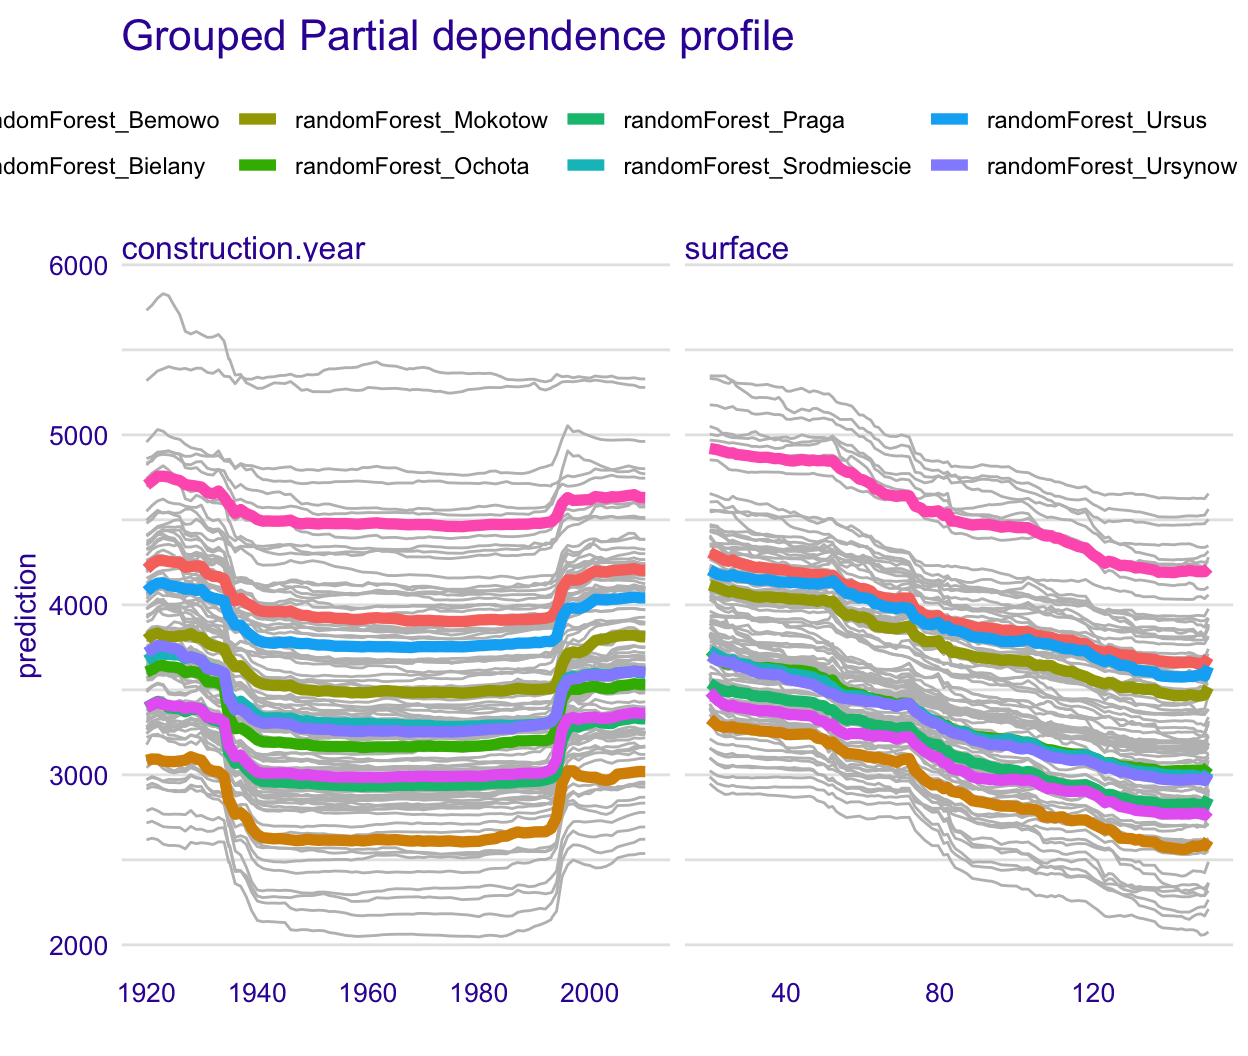 Grouped Partial dependence profile
ndomForest_Bemowo randomForest_Mokotow randomForest_Praga randomForest_Ursus
ndomForest_Bielany randomForest_Ochota randomForest_Srodmiescie randomForest_Ursynow
construction.year surface
6000
5000
4000
3000
2000
prediction
1920 1940 1960 1980 2000 40 80 120